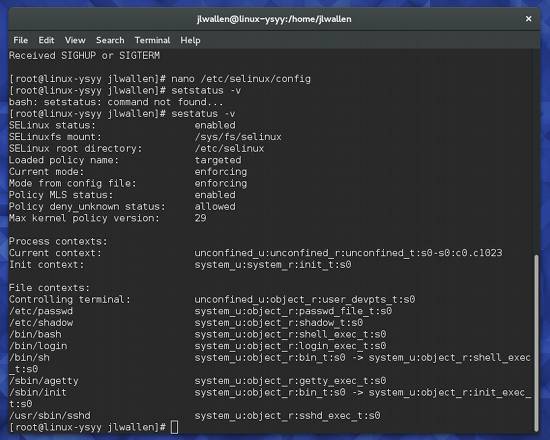 jlwallen@linux-ysyy:/home/jlwallen
File Edit View Search Terminal Help
Received SIGHUP or SIGTERM
[root@linux-ysyy jlwallen]# nano /etc/selinux/config
[root@linux-ysyy jlwallen]# setstatus -v
bash: setstatus: command not found...
[root@linux-ysyy jlwallen]# sestatus -v
SELinux status: enabled
SELinuxfs mount: /sys/fs/selinux
SELinux root directory: /etc/selinux
Loaded policy name: targeted
Current mode: enforcing
Mode from config file: enforcing
Policy MLS status: enabled
Policy deny_unknown status: allowed
Max kernel policy version: 29
Process contexts:
Current context: unconfined_u:unconfined_r:unconfined_t:s0-s0:c0.c1023
Init context: system_u:system_r:init_t:s0
File contexts:
Controlling terminal: unconfined_u:object_r:user_devpts_t:s0
/etc/passwd system_u:object_r:passwd_file_t:s0
/etc/shadow system_u:object_r:shadow_t:s0
/bin/bash system_u:object_r:shell_exec_t:s0
/bin/login system_u:object_r:login_exec_t:s0
/bin/sh system_u:object_r:bin_t:s0 -> system_u:object_r:shell_exec
_t:s0
/sbin/agetty system_u:object_r:getty_exec_t:s0
/sbin/init system_u:object_r:bin_t:s0 -> system_u:object_r:init_exec_
t:s0
/usr/sbin/sshd system_u:object_r:sshd_exec_t:s0
[root@linux-ysyy jlwallen]#